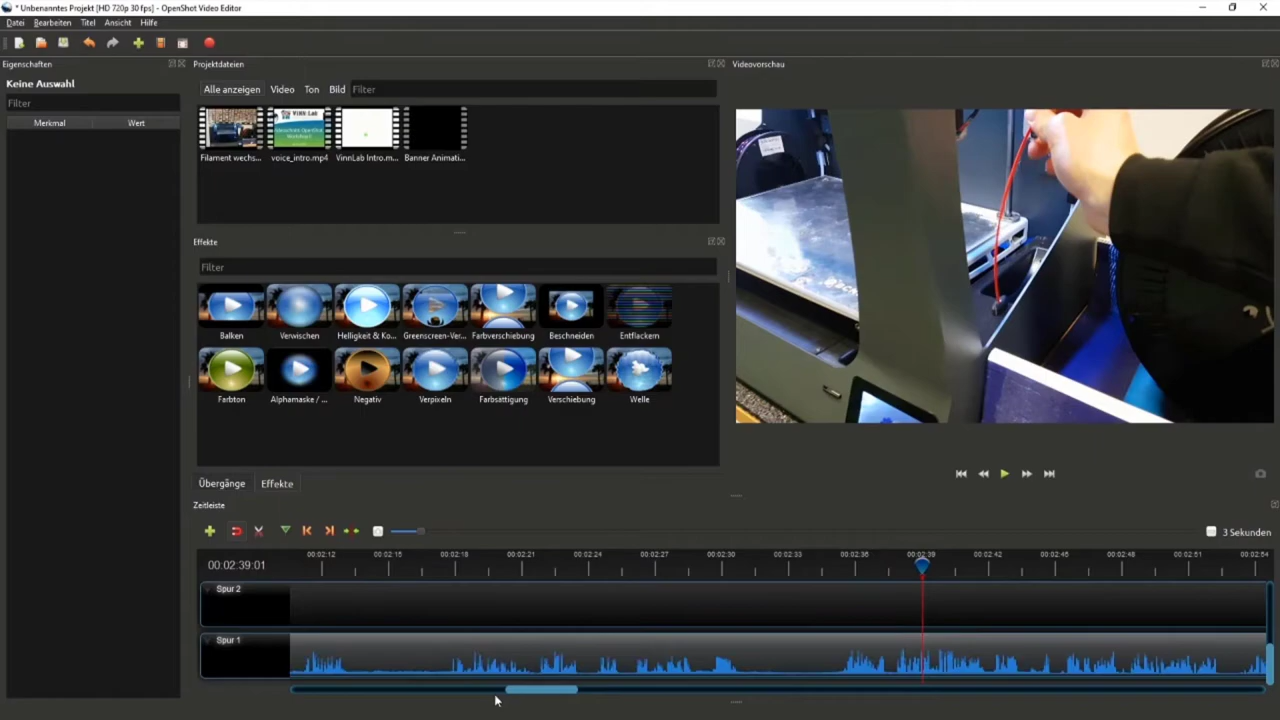 * Unbenanntes Projekt [HD 720p 30 fps] - OpenShot Video Editor
Datei Bearbeiten Titel Ansicht Hilfe
Eigenschaften
Keine Auswahl
Filter
Merkmal Wert
Projektdateien
Alle anzeigen Video Ton Bild Filter
VINN:Lab
Filament wechs... voice_intro.mp4 VinnLab Intro.m... Banner Animati...
Effekte
Filter
Balken Verwischen Helligkeit & Ko... Greenscreen-Ver... Farbverschiebung Beschneiden Entflackern
Farbton Alphamaske / ... Negativ Verpixeln Farbsättigung Verschiebung Welle
Übergänge Effekte
Videovorschau
Zeitleiste
3 Sekunden
00:02:39:01
00:02:12 00:02:15 00:02:18 00:02:21 00:02:24 00:02:27 00:02:30 00:02:33 00:02:36 00:02:39 00:02:42 00:02:45 00:02:48 00:02:51 00:02:54
Spur 2
Spur 1